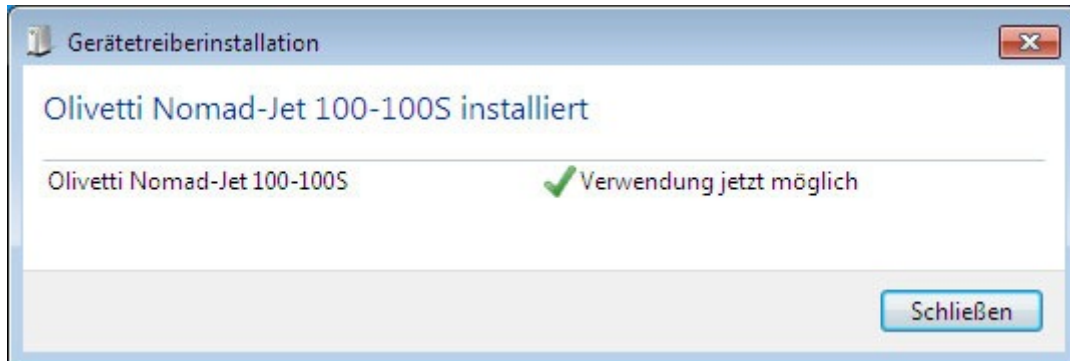 Gerätetreiberinstallation
Olivetti Nomad-Jet 100-100S installiert
Olivetti Nomad-Jet 100-100S Verwendung jetzt möglich
Schließen